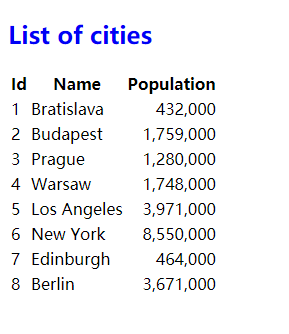 List of cities
Id Name Population
1 Bratislava 432,000
2 Budapest 1,759,000
3 Prague 1,280,000
4 Warsaw 1,748,000
5 Los Angeles 3,971,000
6 New York 8,550,000
7 Edinburgh 464,000
8 Berlin 3,671,000